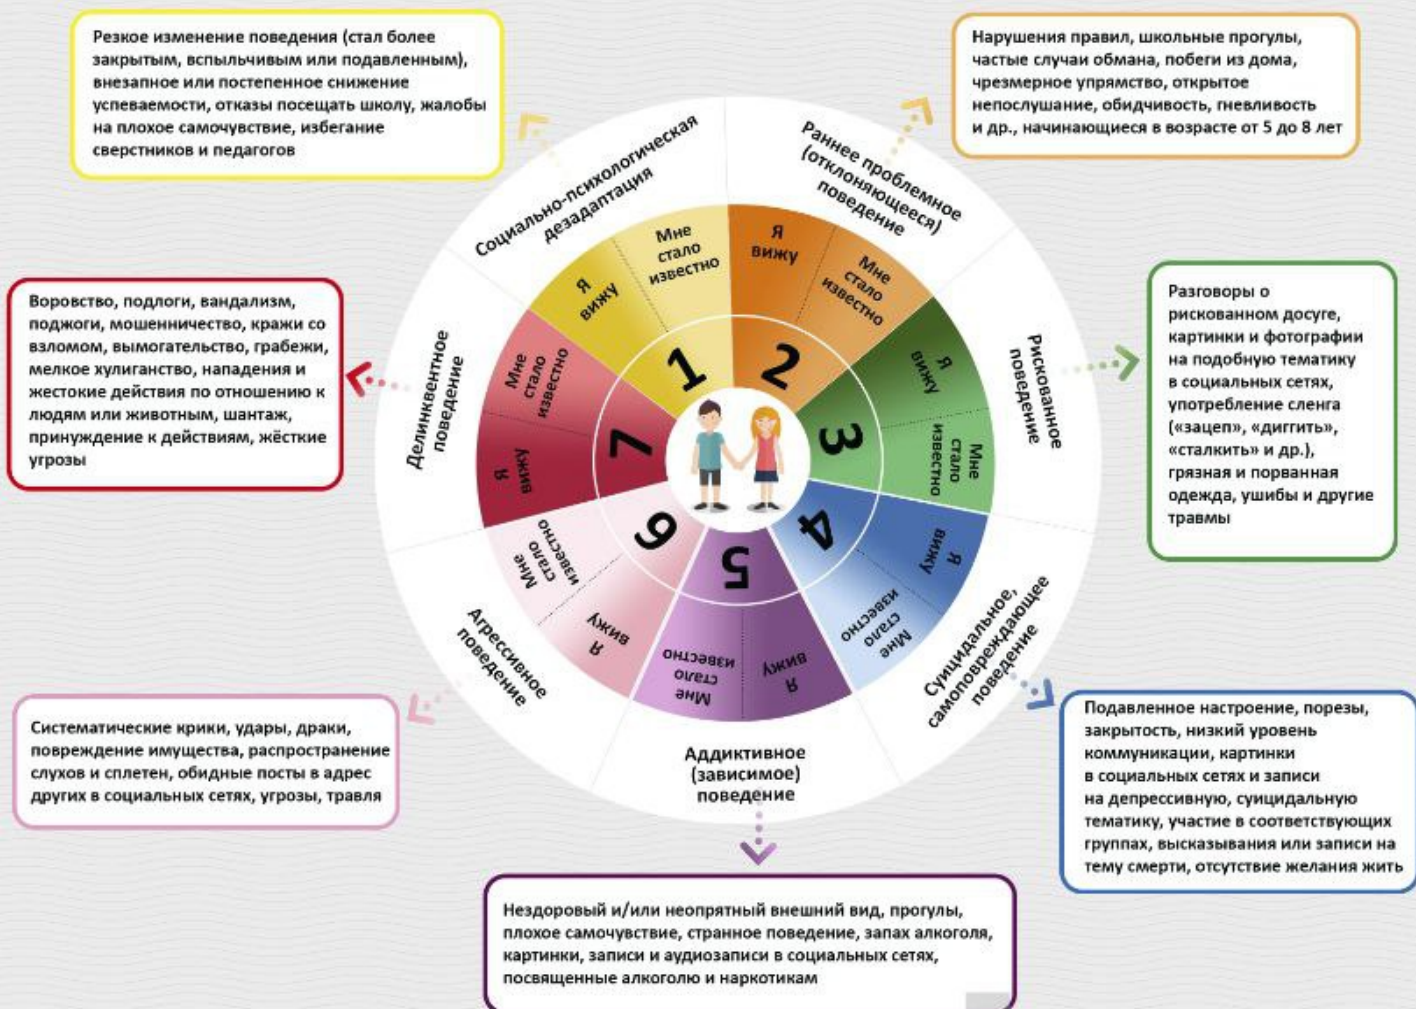 Резкое изменение поведения (стал более
закрытым, вспыльчивым или подавленным),
внезапное или постепенное снижение
успеваемости, отказы посещать школу, жалобы
на плохое самочувствие, избегание
сверстников и педагогов
Нарушения правил, школьные прогулы,
частые случаи обмана, побеги из дома,
чрезмерное упрямство, открытое
непослушание, обидчивость, гневливость
и др., начинающиеся в возрасте от 5 до 8 лет
Социально-психологическая
дезадаптация
Раннее проблемное
(отклоняющееся)
поведение
Я
вижу
Мне
стало
известно
1
Я
вижу
Мне
стало
известно
2
Воровство, подлоги, вандализм,
поджоги, мошенничество, кражи со
взломом, вымогательство, грабежи,
мелкое хулиганство, нападения и
жестокие действия по отношению к
людям или животным, шантаж,
принуждение к действиям, жёсткие
угрозы
Делинквентное
поведение
Мне
стало
известно
Я
вижу
7
Рискованное
поведение
Я
вижу
Мне
стало
известно
3
Разговоры о
рискованном досуге,
картинки и фотографии
на подобную тематику
в социальных сетях,
употребление сленга
(«зацеп», «диггить»,
«сталкить» и др.),
грязная и порванная
одежда, ушибы и другие
травмы
Агрессивное
поведение
Мне
стало
известно
Я
вижу
6
Мне
стало
известно
Я
вижу
5
Я
вижу
Мне
стало
известно
4
Суицидальное,
самоповреждающее
поведение
Систематические крики, удары, драки,
повреждение имущества, распространение
слухов и сплетен, обидные посты в адрес
других в социальных сетях, угрозы, травля
Аддиктивное
(зависимое)
поведение
Подавленное настроение, порезы,
закрытость, низкий уровень
коммуникации, картинки
в социальных сетях и записи
на депрессивную, суицидальную
тематику, участие в соответствующих
группах, высказывания или записи на
тему смерти, отсутствие желания жить
Нездоровый и/или неопрятный внешний вид, прогулы,
плохое самочувствие, странное поведение, запах алкоголя,
картинки, записи и аудиозаписи в социальных сетях,
посвященные алкоголю и наркотикам